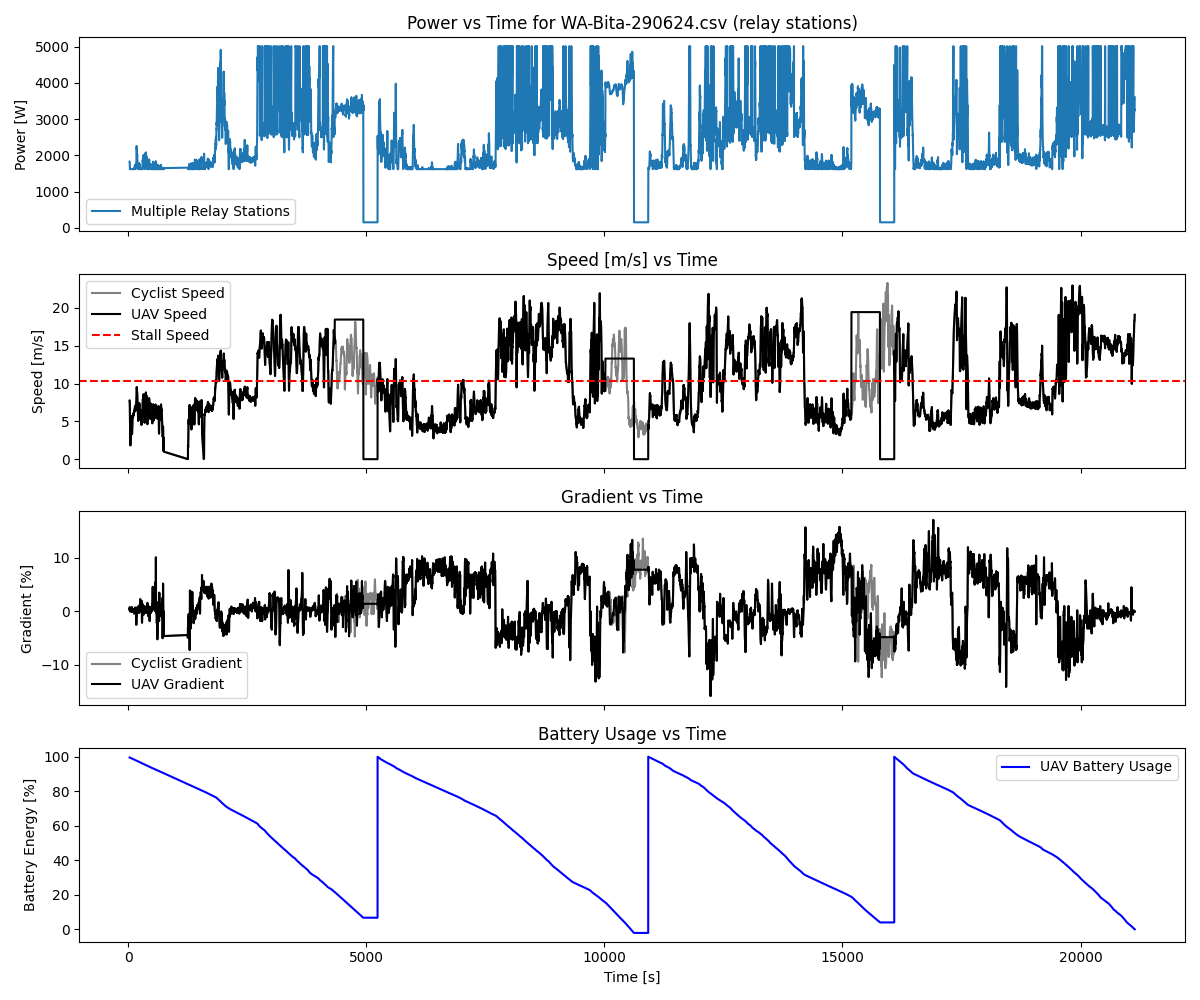 Power vs Time for WA-Bita-290624.csv (relay stations)
Power [W]
5000
4000
3000
2000
1000
0
Multiple Relay Stations
Speed [m/s] vs Time
Speed [m/s]
20
15
10
5
0
Cyclist Speed
UAV Speed
Stall Speed
Gradient vs Time
Gradient [%]
10
0
−10
Cyclist Gradient
UAV Gradient
Battery Usage vs Time
Battery Energy [%]
100
80
60
40
20
0
UAV Battery Usage
0 5000 10000 15000 20000
Time [s]